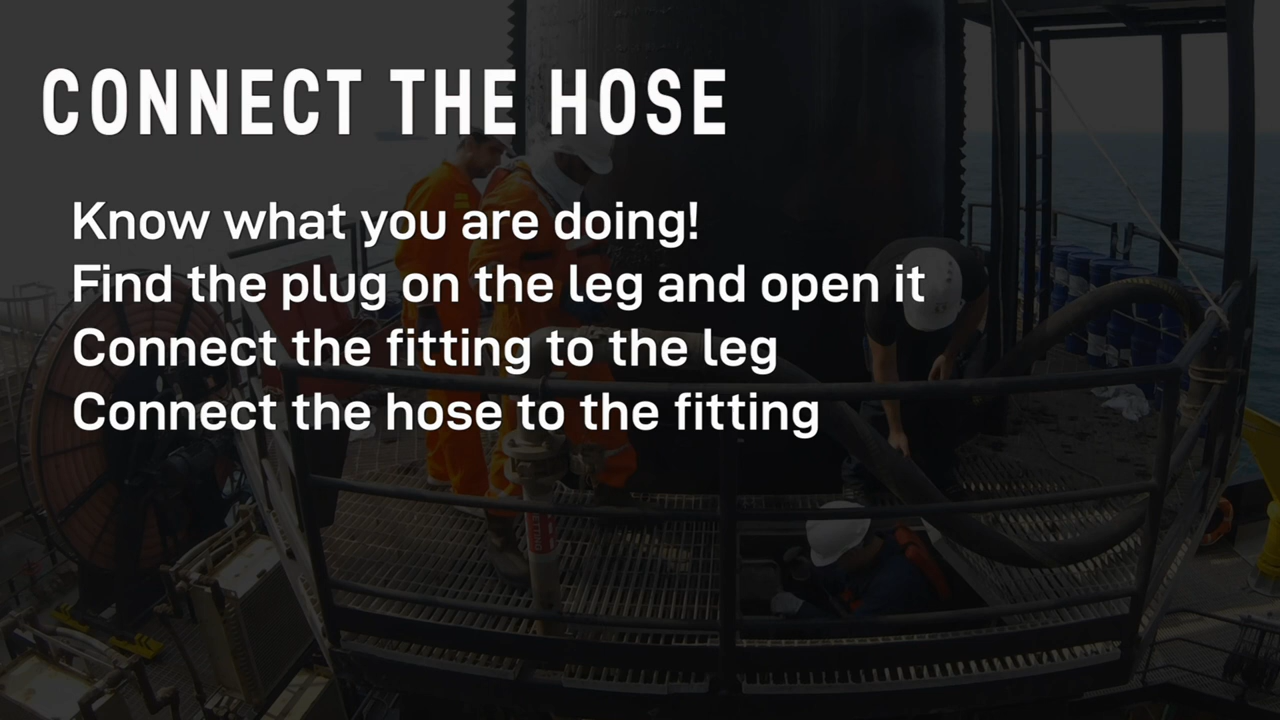 CONNECT THE HOSE
Know what you are doing!
Find the plug on the leg and open it
Connect the fitting to the leg
Connect the hose to the fitting